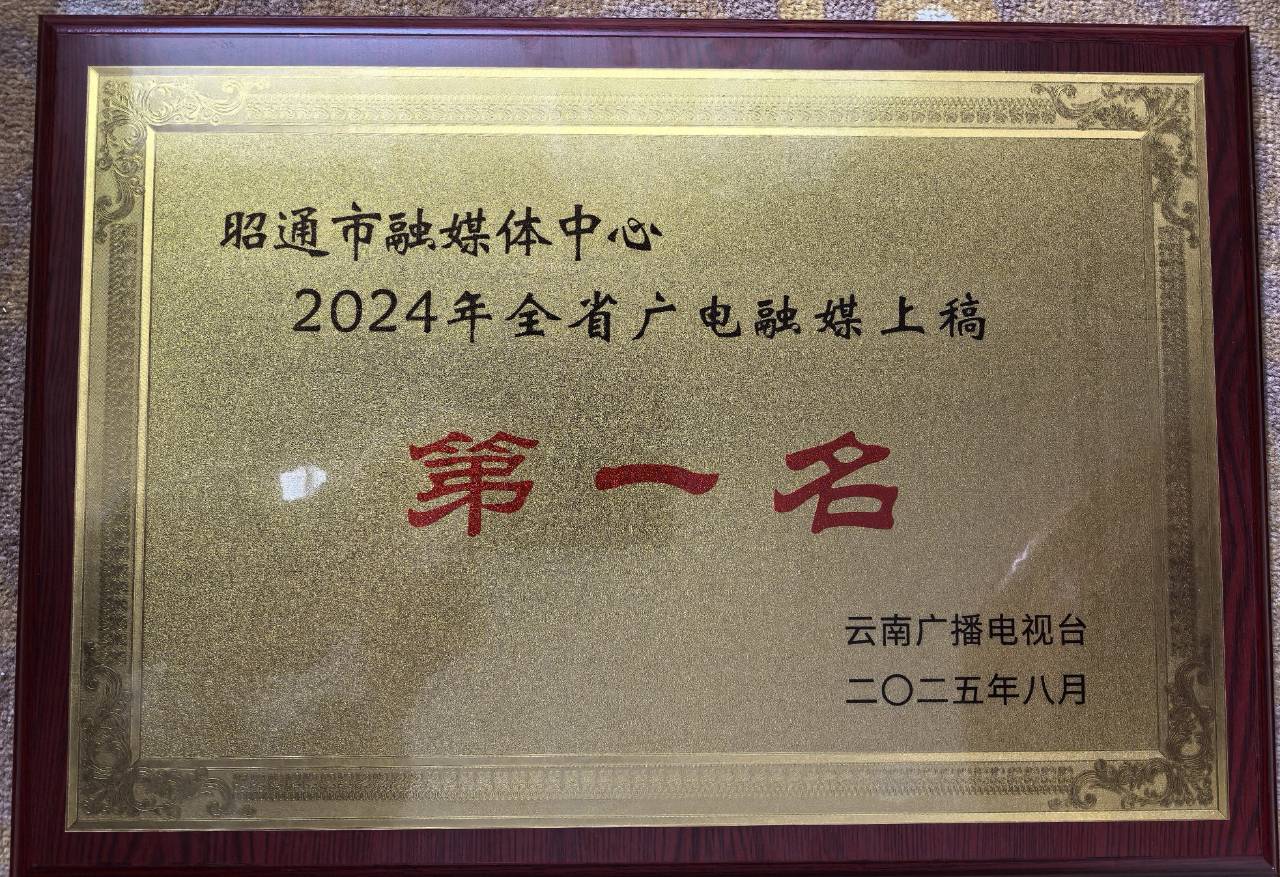 昭通市融媒体中心
2024年全省广电融媒上稿
第一名
云南广播电视台
二〇二五年八月